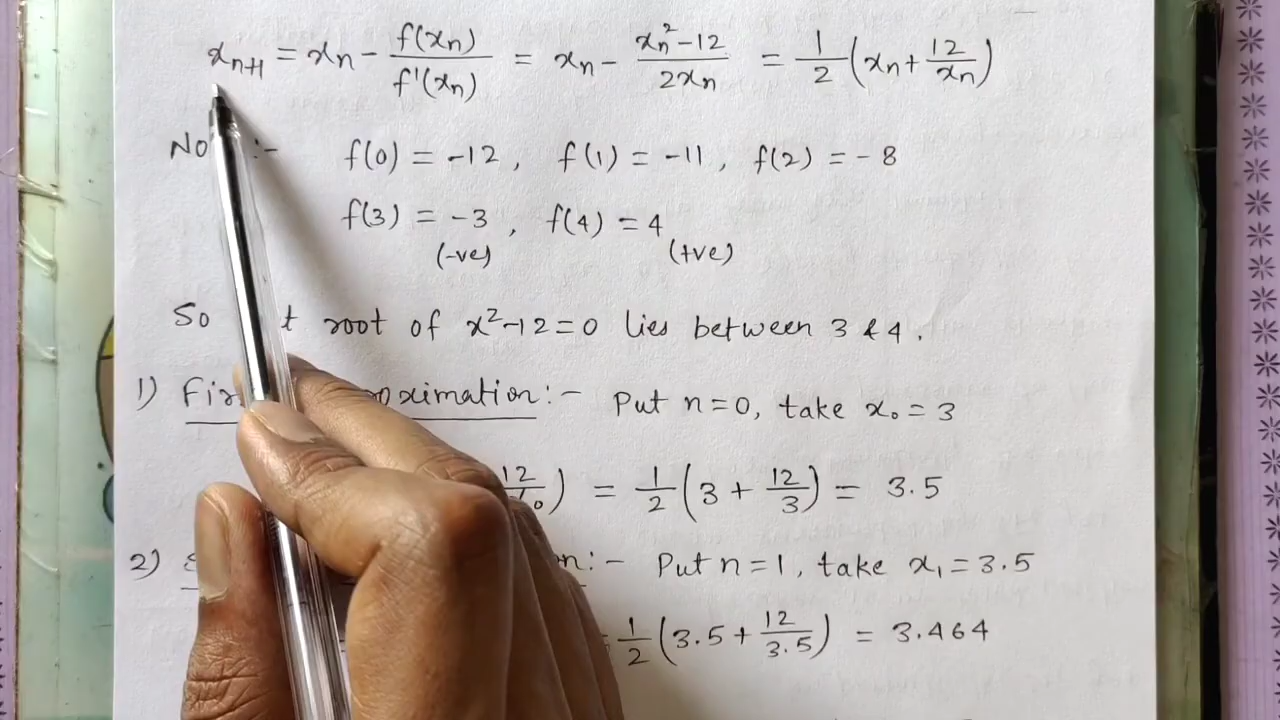 xₙ₊₁ = xₙ - f(xₙ)/f'(xₙ) = xₙ - (xₙ² - 12)/(2xₙ) = 1/2 (xₙ + 12/xₙ)
:- f(0) = -12, f(1) = -11, f(2) = -8
f(3) = -3, f(4) = 4
(-ve) (+ve)
So root of x²-12=0 lies between 3 & 4.
1) :- Put n=0, take x₀ = 3
= 1/2 (3 + 12/3) = 3.5
2) :- Put n=1, take x₁ = 3.5
= 1/2 (3.5 + 12/3.5) = 3.464